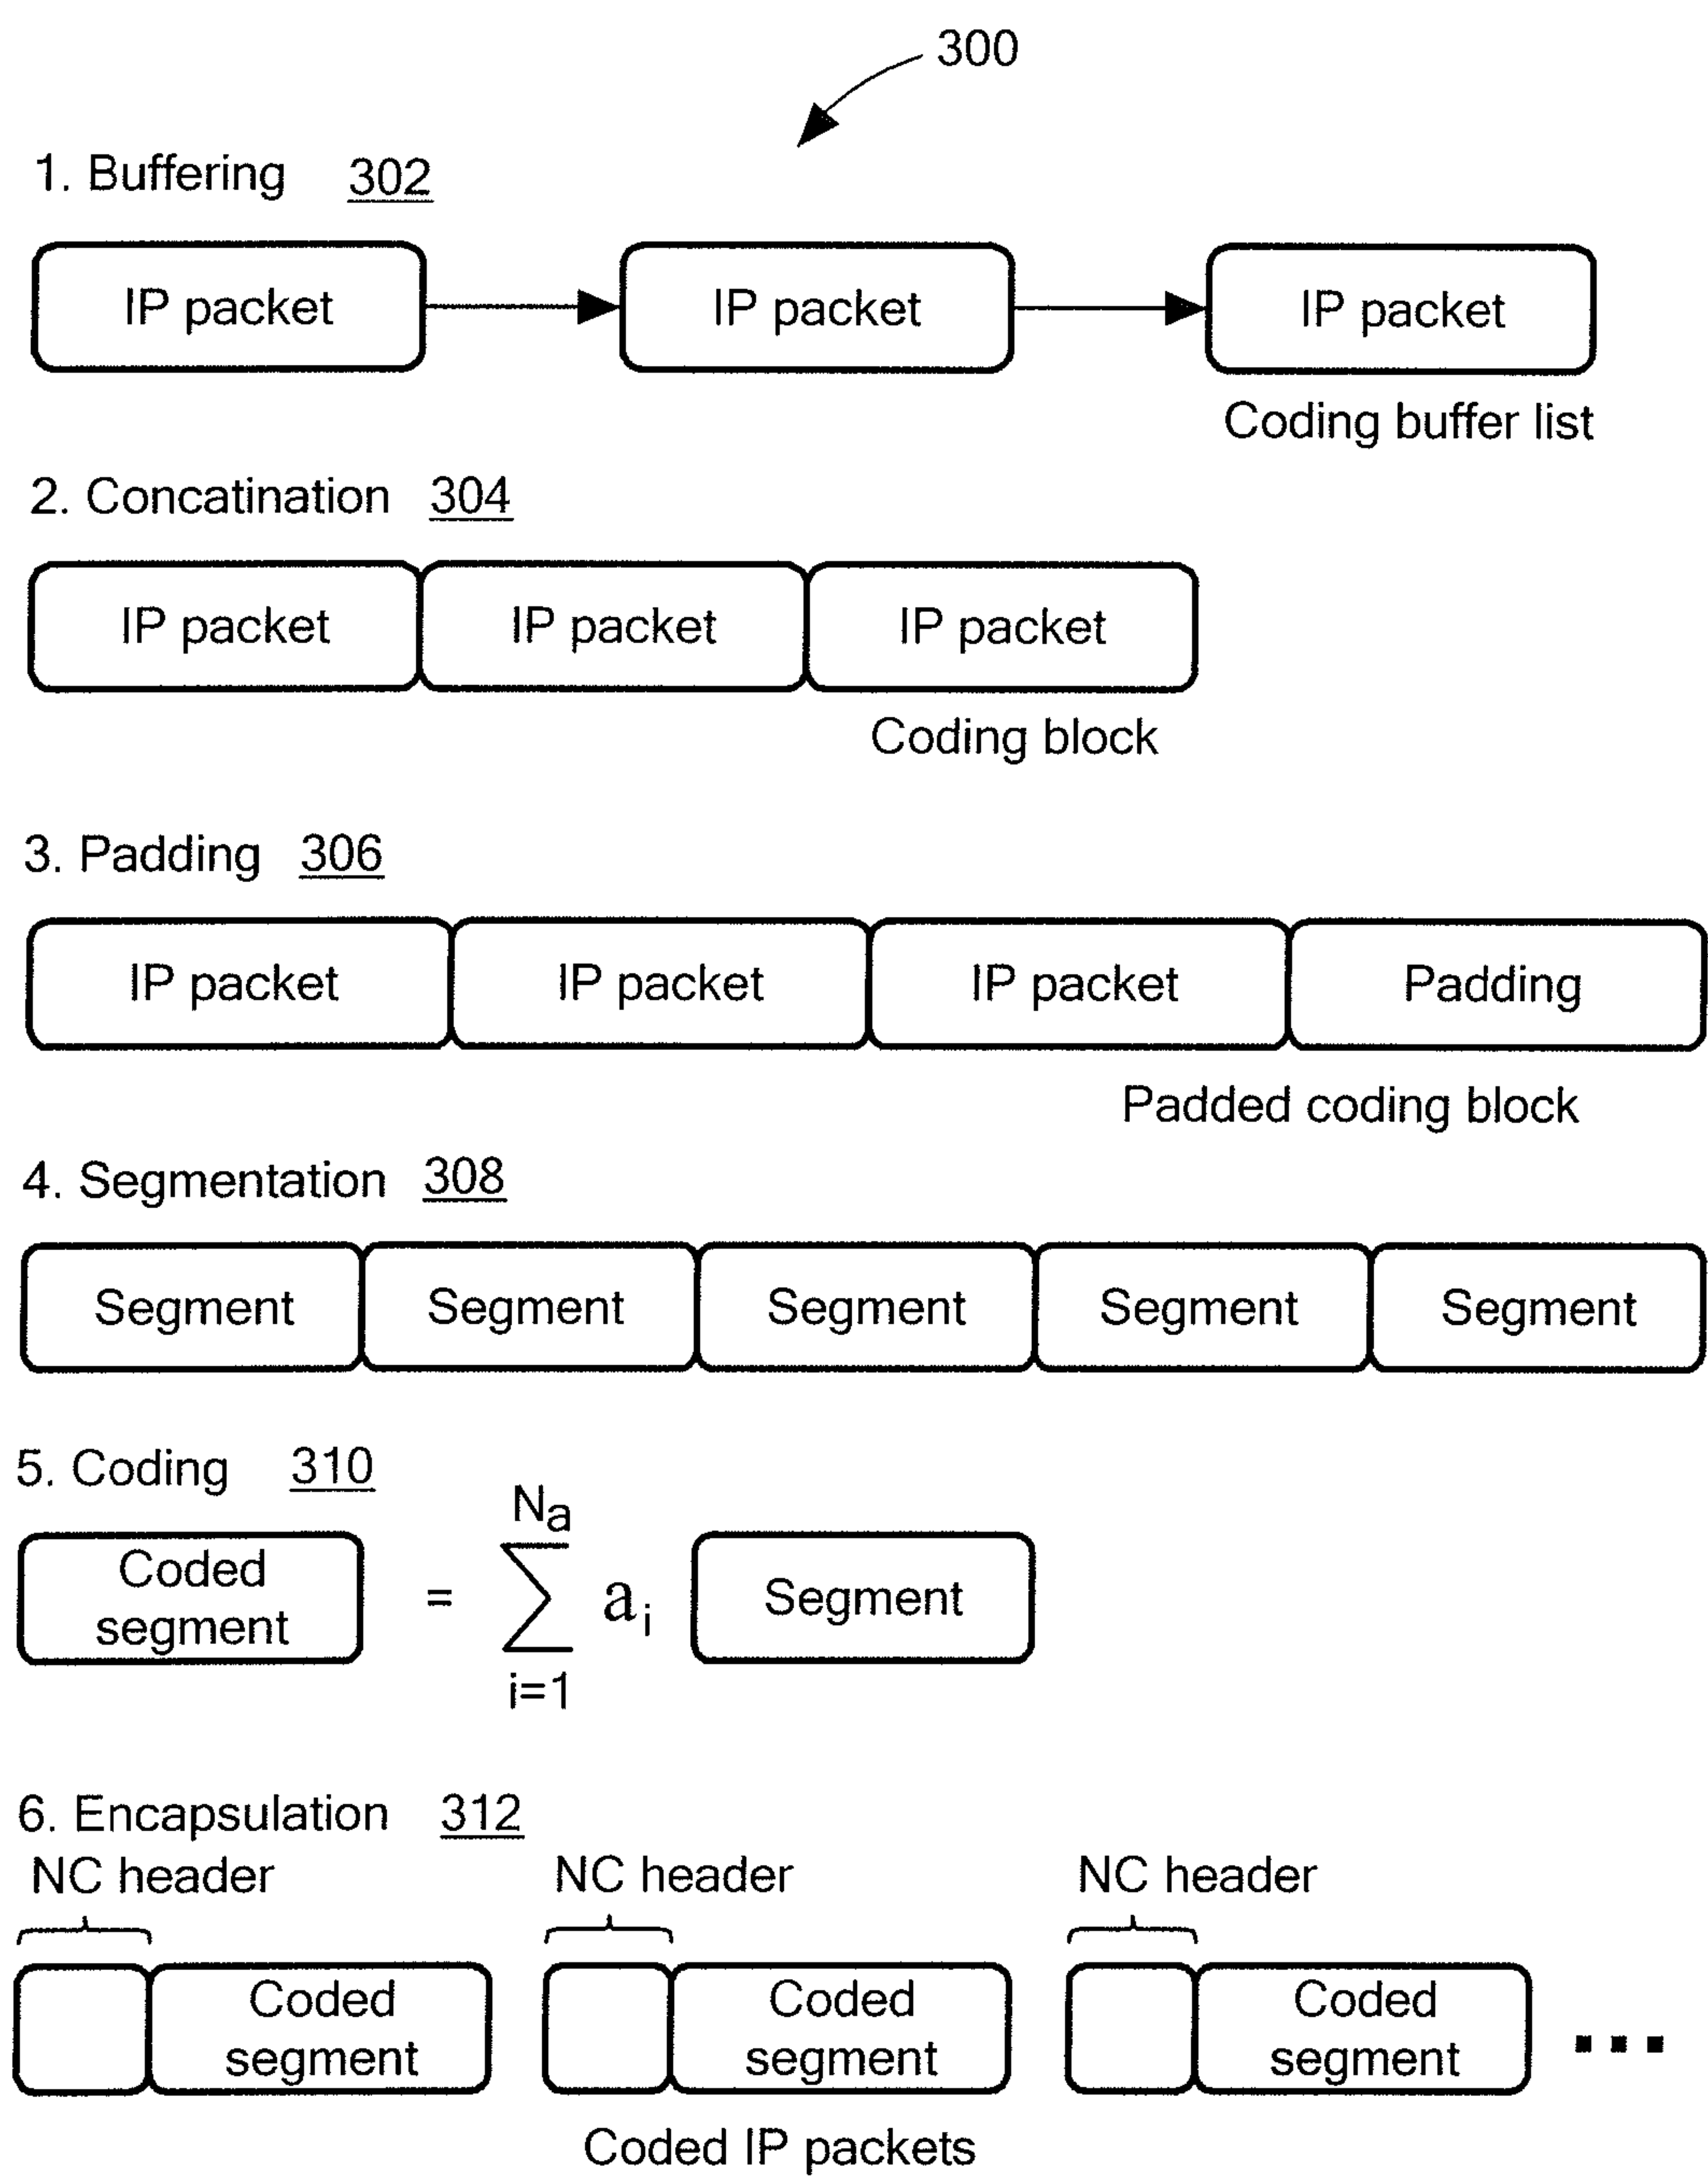 300
1. Buffering 302
IP packet IP packet IP packet
Coding buffer list
2. Concatination 304
IP packet IP packet IP packet
Coding block
3. Padding 306
IP packet IP packet IP packet Padding
Padded coding block
4. Segmentation 308
Segment Segment Segment Segment Segment
5. Coding 310
Coded
segment
=
Na
∑
i=1
ai
Segment
6. Encapsulation 312
NC header NC header NC header
Coded Coded Coded
segment segment segment
...
Coded IP packets